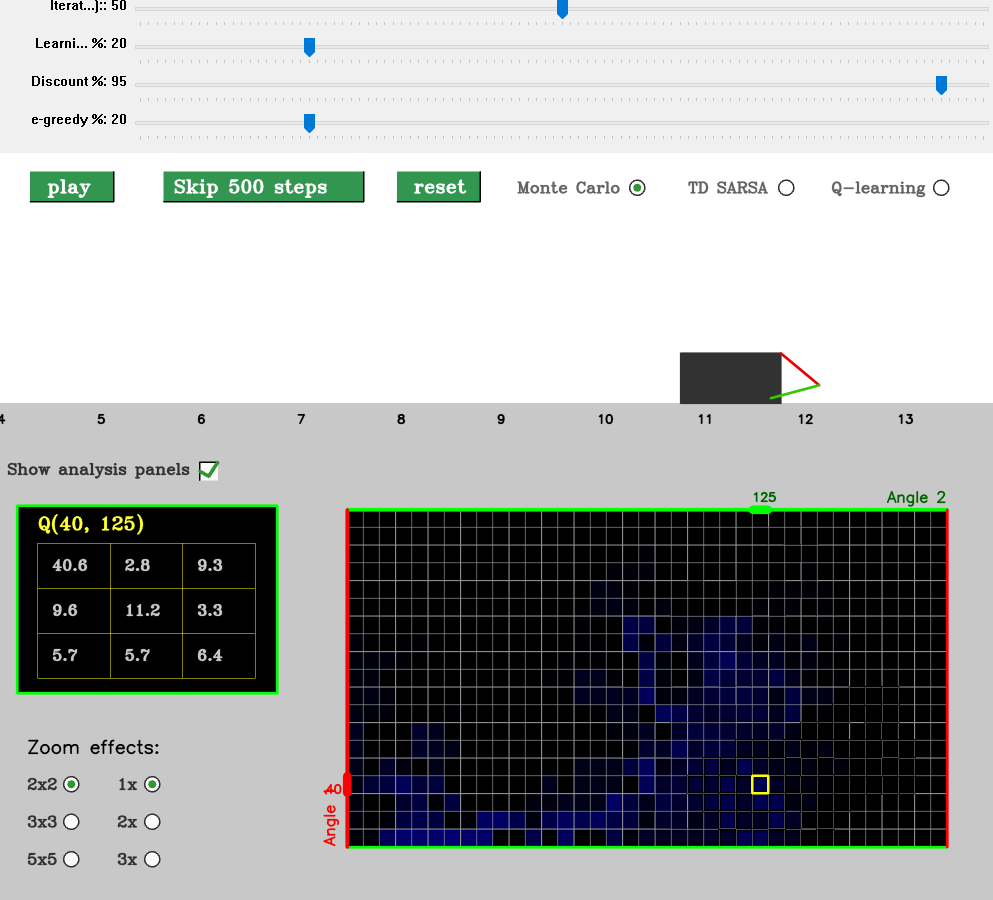 Iterat...):: 50
Learni... %: 20
Discount %: 95
e-greedy %: 20
play Skip 500 steps reset Monte Carlo TD SARSA Q-learning
4 5 6 7 8 9 10 11 12 13
Show analysis panels
125 Angle 2
Q(40, 125)
40.6 2.8 9.3
9.6 11.2 3.3
5.7 5.7 6.4
Zoom effects:
2x2 1x
3x3 2x
5x5 3x
40
Angle 1